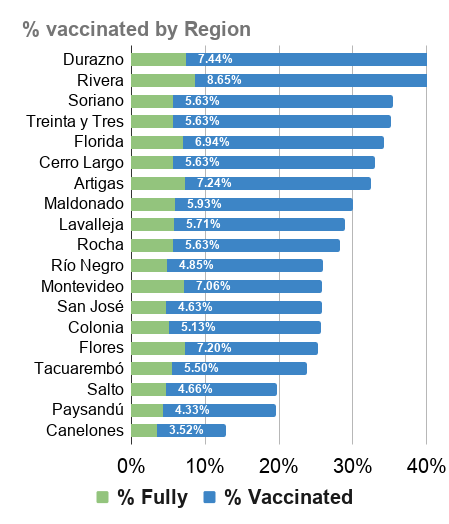 % vaccinated by Region
Durazno 7.44%
Rivera 8.65%
Soriano 5.63%
Treinta y Tres 5.63%
Florida 6.94%
Cerro Largo 5.63%
Artigas 7.24%
Maldonado 5.93%
Lavalleja 5.71%
Rocha 5.63%
Río Negro 4.85%
Montevideo 7.06%
San José 4.63%
Colonia 5.13%
Flores 7.20%
Tacuarembó 5.50%
Salto 4.66%
Paysandú 4.33%
Canelones 3.52%
0% 10% 20% 30% 40%
% Fully % Vaccinated